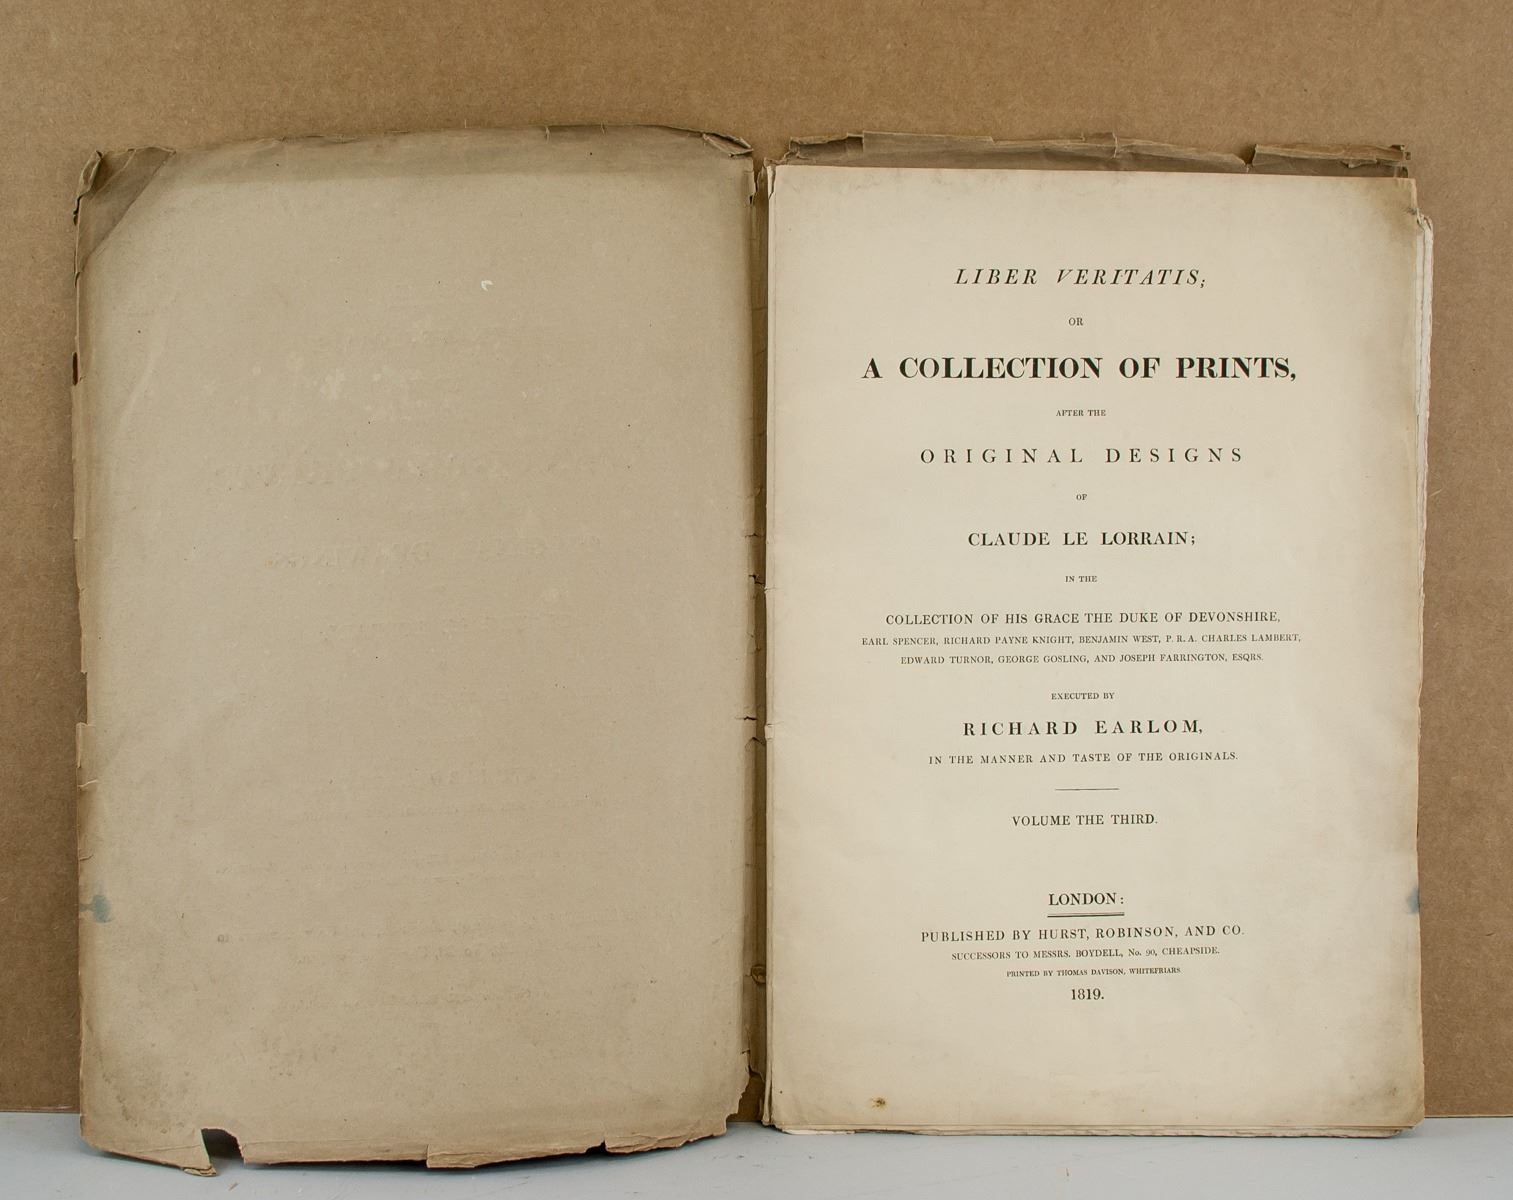 LIBER VERITATIS;
OR
A COLLECTION OF PRINTS,
AFTER THE
ORIGINAL DESIGNS
OF
CLAUDE LE LORRAIN;
IN THE
COLLECTION OF HIS GRACE THE DUKE OF DEVONSHIRE,
EARL SPENCER, RICHARD PAYNE KNIGHT, BENJAMIN WEST, P. R. A. CHARLES LAMBERT,
EDWARD TURNOR, GEORGE GOSLING, AND JOSEPH FARRINGTON, ESQRS.
EXECUTED BY
RICHARD EARLOM,
IN THE MANNER AND TASTE OF THE ORIGINALS.
VOLUME THE THIRD.
LONDON:
PUBLISHED BY HURST, ROBINSON, AND CO.
SUCCESSORS TO MESSRS. BOYDELL, No. 90, CHEAPSIDE.
PRINTED BY THOMAS DAVISON, WHITEFRIARS
1819.